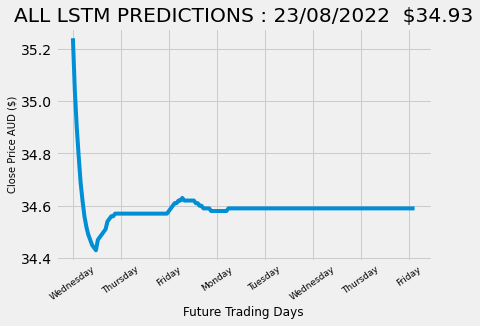 ALL LSTM PREDICTIONS : 23/08/2022  $34.93
35.2
35.0
34.8
34.6
34.4
Close Price AUD ($)
Wednesday Thursday Friday Monday Tuesday Wednesday Thursday Friday
Future Trading Days